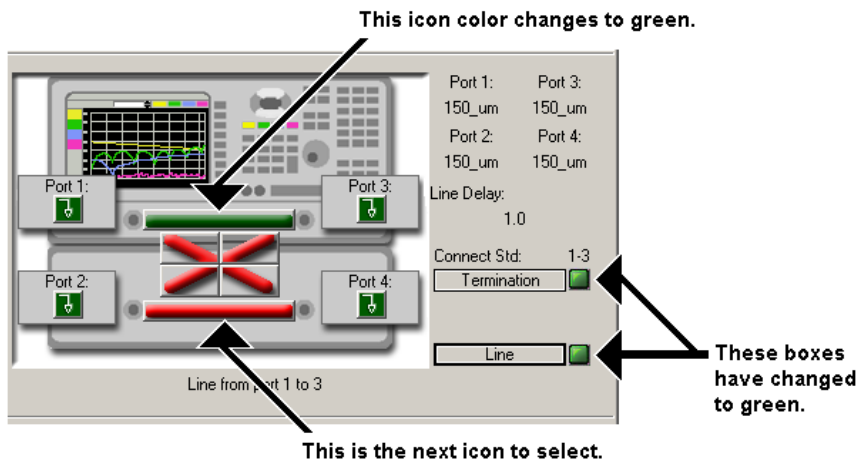 This icon color changes to green.
Port 1: Port 3:
150_um 150_um
Port 2: Port 4:
150_um 150_um
Line Delay:
1.0
Connect Std: 1-3
Termination
Line
Port 1:
Port 3:
Port 2:
Port 4:
Line from port 1 to 3
These boxes
have changed
to green.
This is the next icon to select.